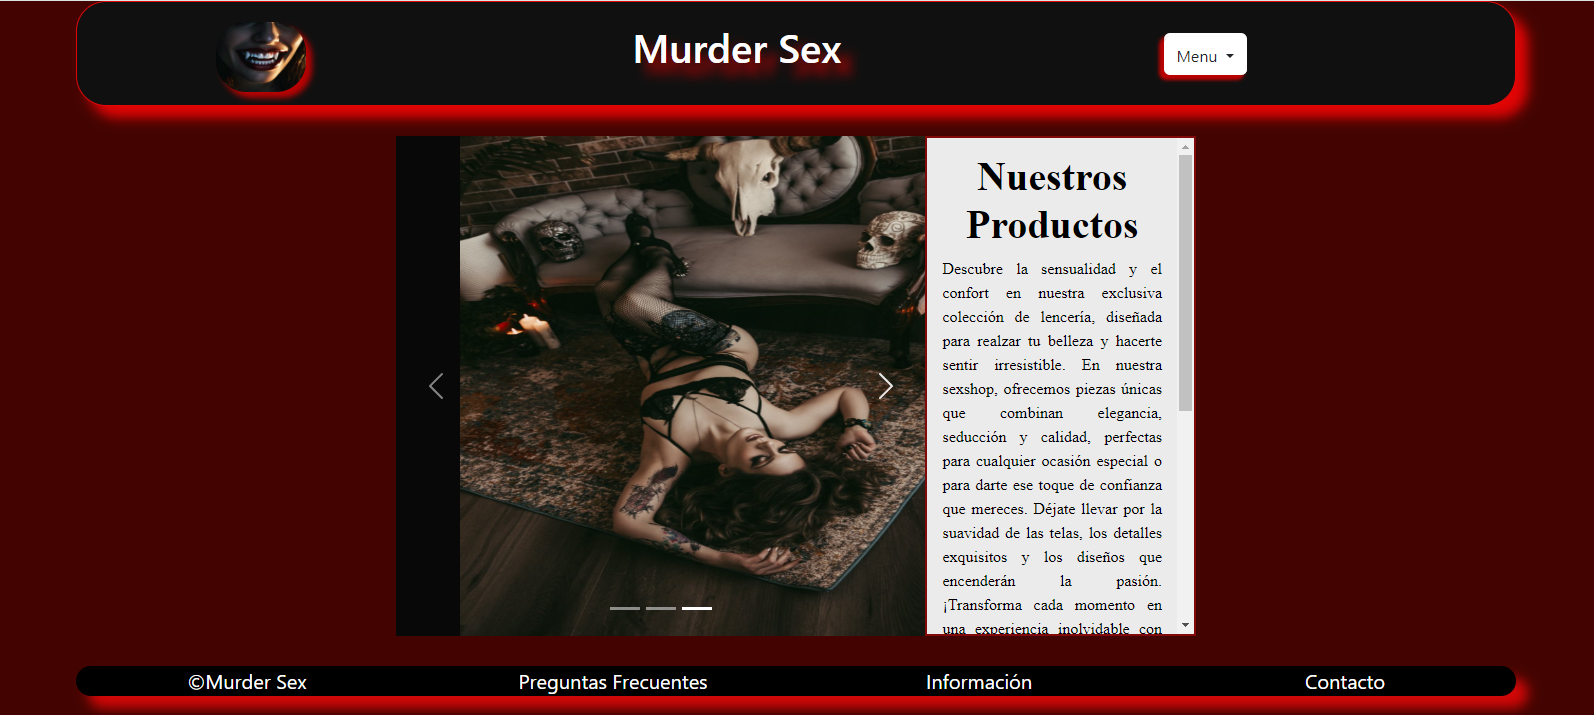 Murder Sex
Menu
Nuestros
Productos
Descubre la sensualidad y el
confort en nuestra exclusiva
colección de lencería, diseñada
para realzar tu belleza y hacerte
sentir irresistible. En nuestra
sexshop, ofrecemos piezas únicas
que combinan elegancia,
seducción y calidad, perfectas
para cualquier ocasión especial o
para darte ese toque de confianza
que mereces. Déjate llevar por la
suavidad de las telas, los detalles
exquisitos y los diseños que
encenderán la pasión.
¡Transforma cada momento en
una experiencia inolvidable con
©Murder Sex
Preguntas Frecuentes
Información
Contacto